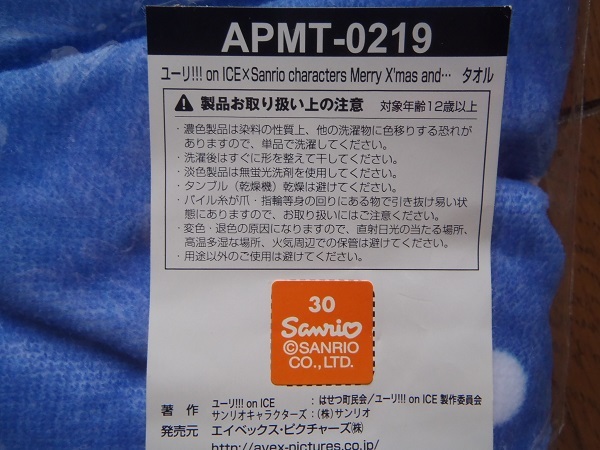 APMT-0219
ユーリ!!! on ICE×Sanrio characters Merry X'mas and… タオル
製品お取り扱い上の注意 対象年齢12歳以上
・濃色製品は染料の性質上、他の洗濯物に色移りする恐れが
ありますので、単品で洗濯してください。
・洗濯後はすぐに形を整えて干してください。
・淡色製品は無蛍光洗剤を使用してください。
・タンブル（乾燥機）乾燥は避けてください。
・パイル糸が爪・指輪等身の回りにある物で引き抜け易い状
態にありますので、お取り扱いにはご注意ください。
・変色・退色の原因になりますので、直射日光の当たる場所、
高温多湿な場所、火気周辺での保管は避けてください。
・用途以外のご使用は避けてください。
30
Sanrio
©SANRIO
CO., LTD.
著作 ユーリ!!! on ICE ：はせつ町民会／ユーリ!!! on ICE 製作委員会
サンリオキャラクターズ：(株)サンリオ
発売元 エイベックス・ピクチャーズ㈱
http://avex-pictures.co.jp/